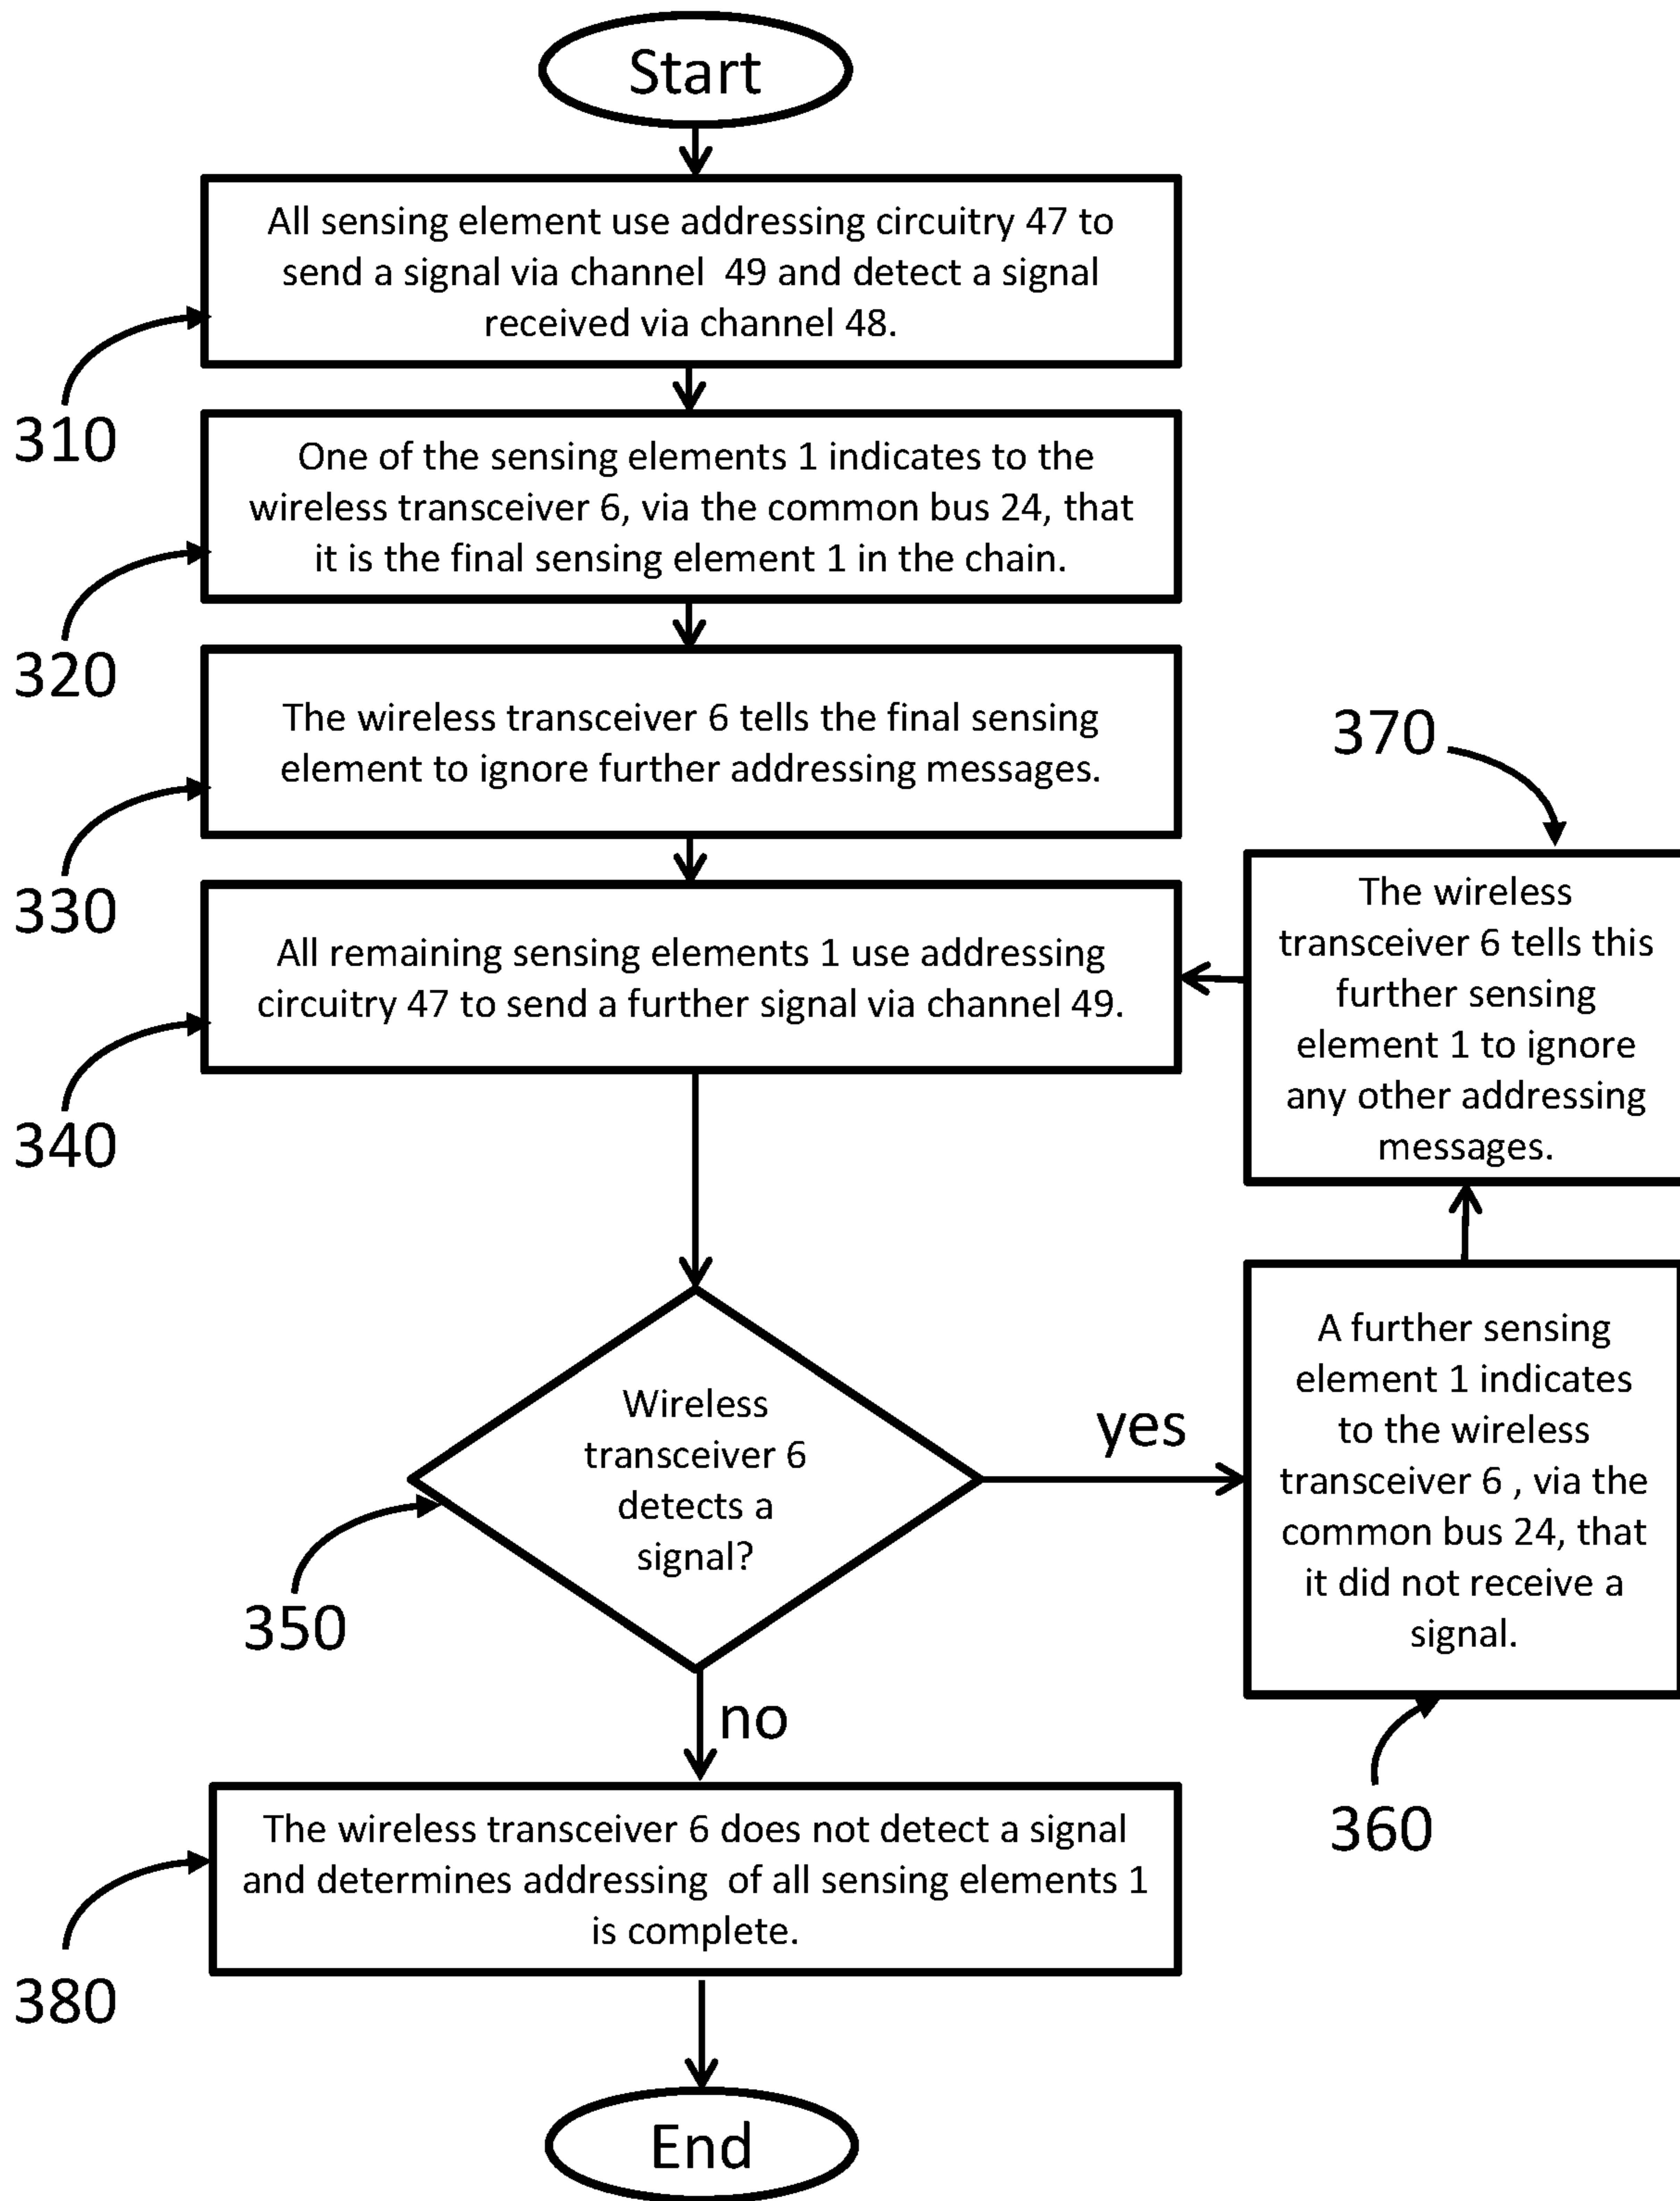 Start
All sensing element use addressing circuitry 47 to
send a signal via channel 49 and detect a signal
received via channel 48.
310
One of the sensing elements 1 indicates to the
wireless transceiver 6, via the common bus 24, that
it is the final sensing element 1 in the chain.
320
The wireless transceiver 6 tells the final sensing
element to ignore further addressing messages.
330
All remaining sensing elements 1 use addressing
circuitry 47 to send a further signal via channel 49.
340
Wireless
transceiver 6
detects a
signal?
350
yes
A further sensing
element 1 indicates
to the wireless
transceiver 6 , via the
common bus 24, that
it did not receive a
signal.
360
370
The wireless
transceiver 6 tells this
further sensing
element 1 to ignore
any other addressing
messages.
no
The wireless transceiver 6 does not detect a signal
and determines addressing of all sensing elements 1
is complete.
380
End